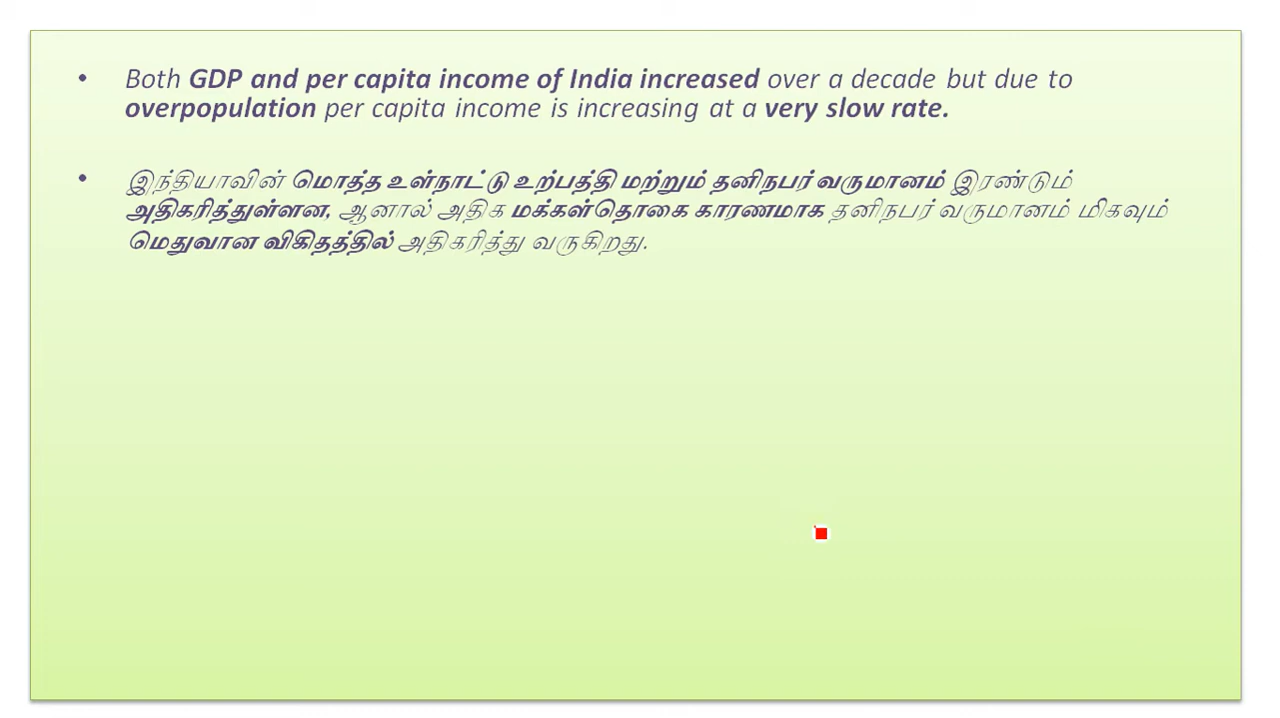 • Both GDP and per capita income of India increased over a decade but due to
overpopulation per capita income is increasing at a very slow rate.
• இந்தியாவின் மொத்த உள்நாட்டு உற்பத்தி மற்றும் தனிநபர் வருமானம் இரண்டும்
அதிகரித்துள்ளன, ஆனால் அதிக மக்கள்தொகை காரணமாக தனிநபர் வருமானம் மிகவும்
மெதுவான விகிதத்தில் அதிகரித்து வருகிறது.